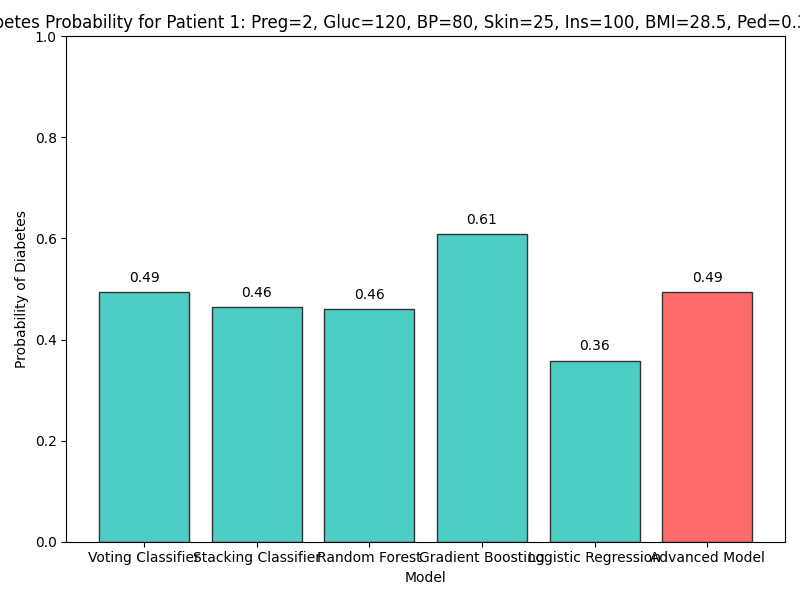 betes Probability for Patient 1: Preg=2, Gluc=120, BP=80, Skin=25, Ins=100, BMI=28.5, Ped=0.3
1.0
0.8
0.6
0.4
0.2
0.0
Probability of Diabetes
0.49
0.46
0.46
0.61
0.36
0.49
Voting Classifier
Stacking Classifier
Random Forest
Gradient Boosting
Logistic Regression
Advanced Model
Model